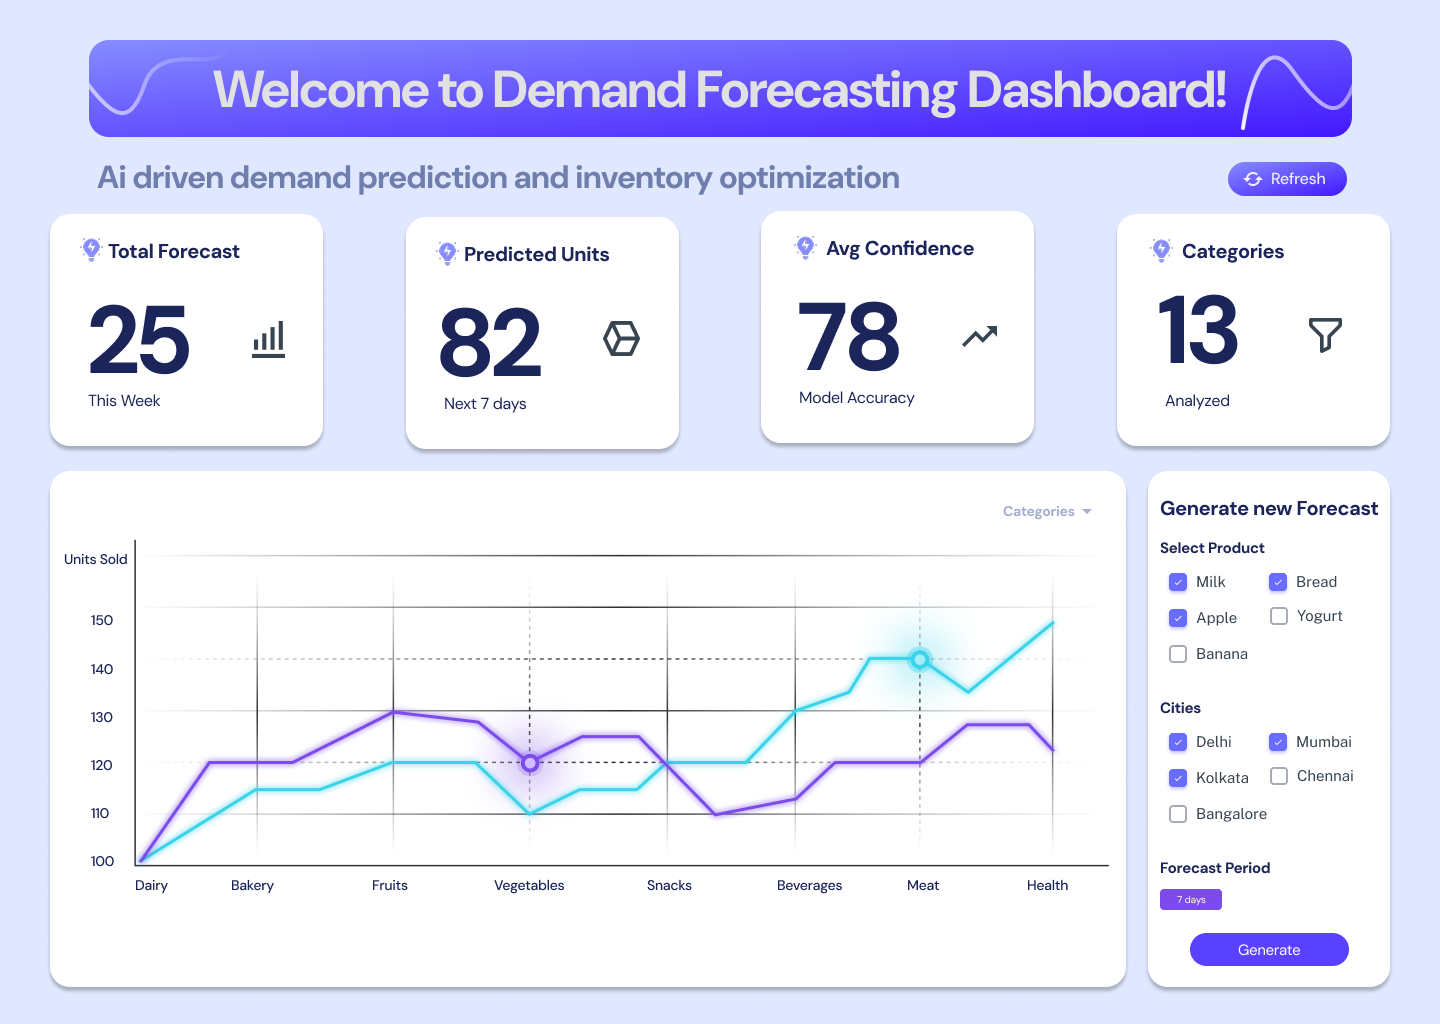 Welcome to Demand Forecasting Dashboard!
Ai driven demand prediction and inventory optimization
Refresh
Total Forecast
25
This Week
Predicted Units
82
Next 7 days
Avg Confidence
78
Model Accuracy
Categories
13
Analyzed
Categories
Units Sold
150
140
130
120
110
100
Dairy Bakery Fruits Vegetables Snacks Beverages Meat Health
Generate new Forecast
Select Product
Milk Bread
Apple Yogurt
Banana
Cities
Delhi Mumbai
Kolkata Chennai
Bangalore
Forecast Period
7 days
Generate